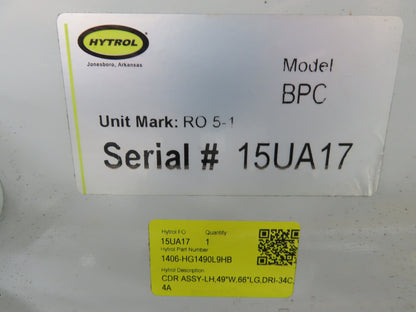 HYTROL
Jonesboro, Arkansas
Model
BPC
Unit Mark: RO 5-1
Serial # 15UA17
Hytrol FO Quantity
15UA17 1
Hytrol Part Number
1406-HG1490L9HB
Hytrol Description
CDR ASSY-LH,49"W,66"LG,DRI-34C,
4A